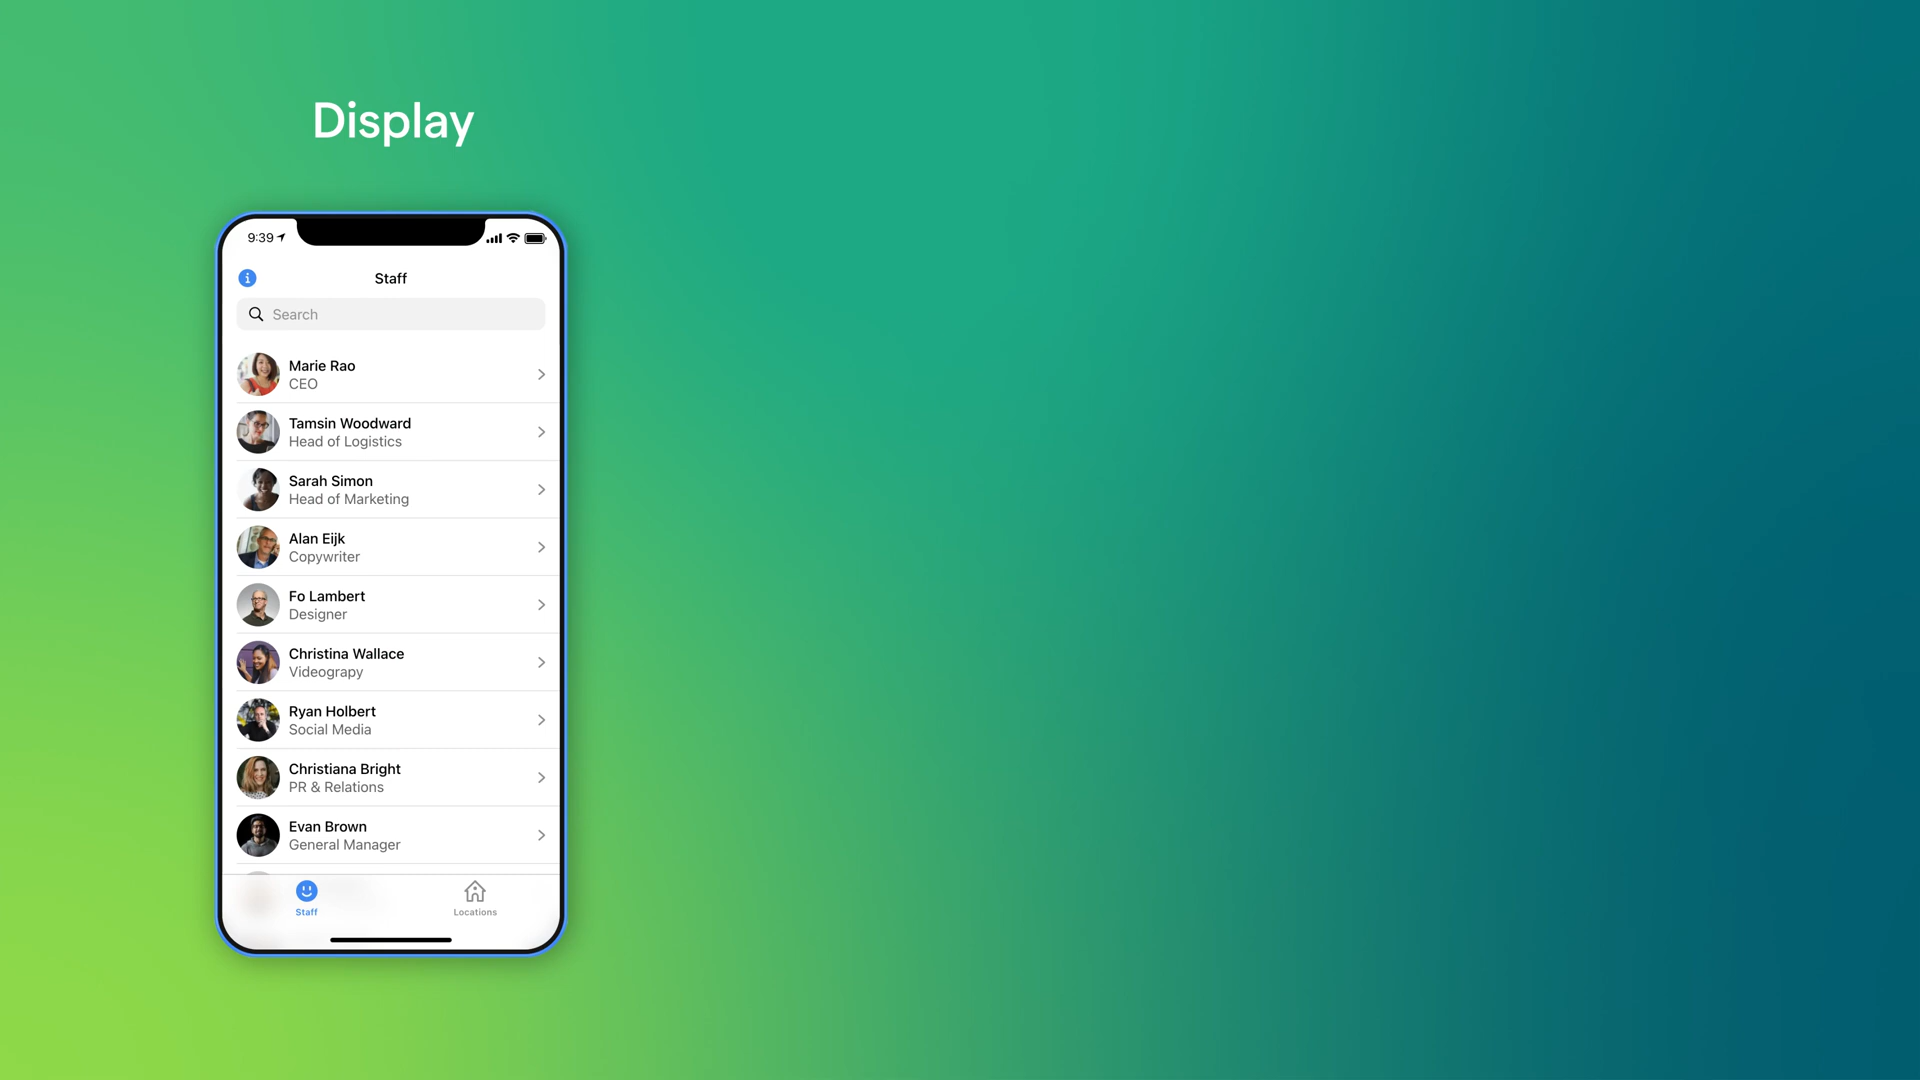 Display
9:39
Staff
Search
Marie Rao
CEO
Tamsin Woodward
Head of Logistics
Sarah Simon
Head of Marketing
Alan Eijk
Copywriter
Fo Lambert
Designer
Christina Wallace
Videograpy
Ryan Holbert
Social Media
Christiana Bright
PR & Relations
Evan Brown
General Manager
Staff
Locations